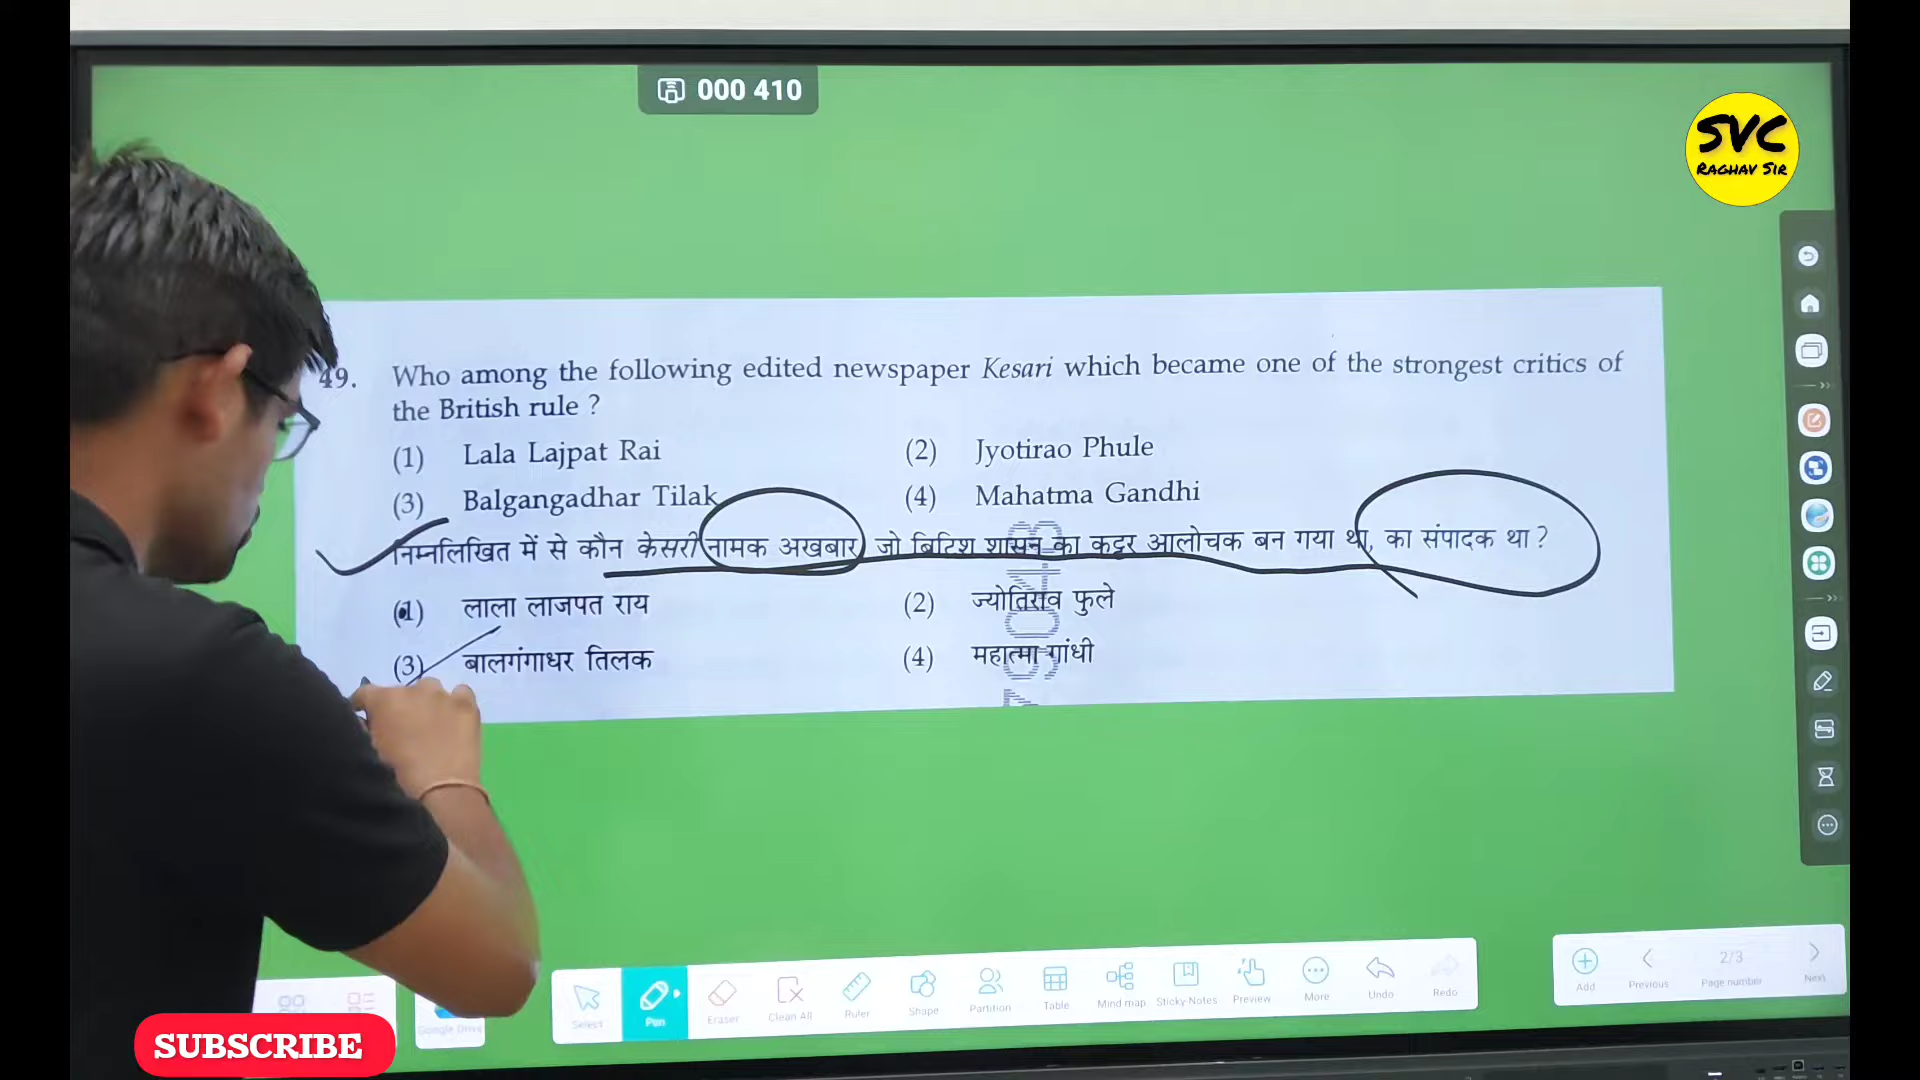 000 410
SVC
RAGHAV SIR
49. Who among the following edited newspaper Kesari which became one of the strongest critics of
the British rule ?
(1) Lala Lajpat Rai (2) Jyotirao Phule
(3) Balgangadhar Tilak (4) Mahatma Gandhi
निम्नलिखित में से कौन केसरी नामक अखबार, जो ब्रिटिश शासन का कट्टर आलोचक बन गया था, का संपादक था ?
(1) लाला लाजपत राय (2) ज्योतिराव फुले
(3) बालगंगाधर तिलक (4) महात्मा गांधी
Select Pen Eraser Clean All Ruler Shape Partition Table Mind map Sticky-Notes Preview More Undo Redo
Add Previous 2/3 Page number Next
Google Drive
SUBSCRIBE